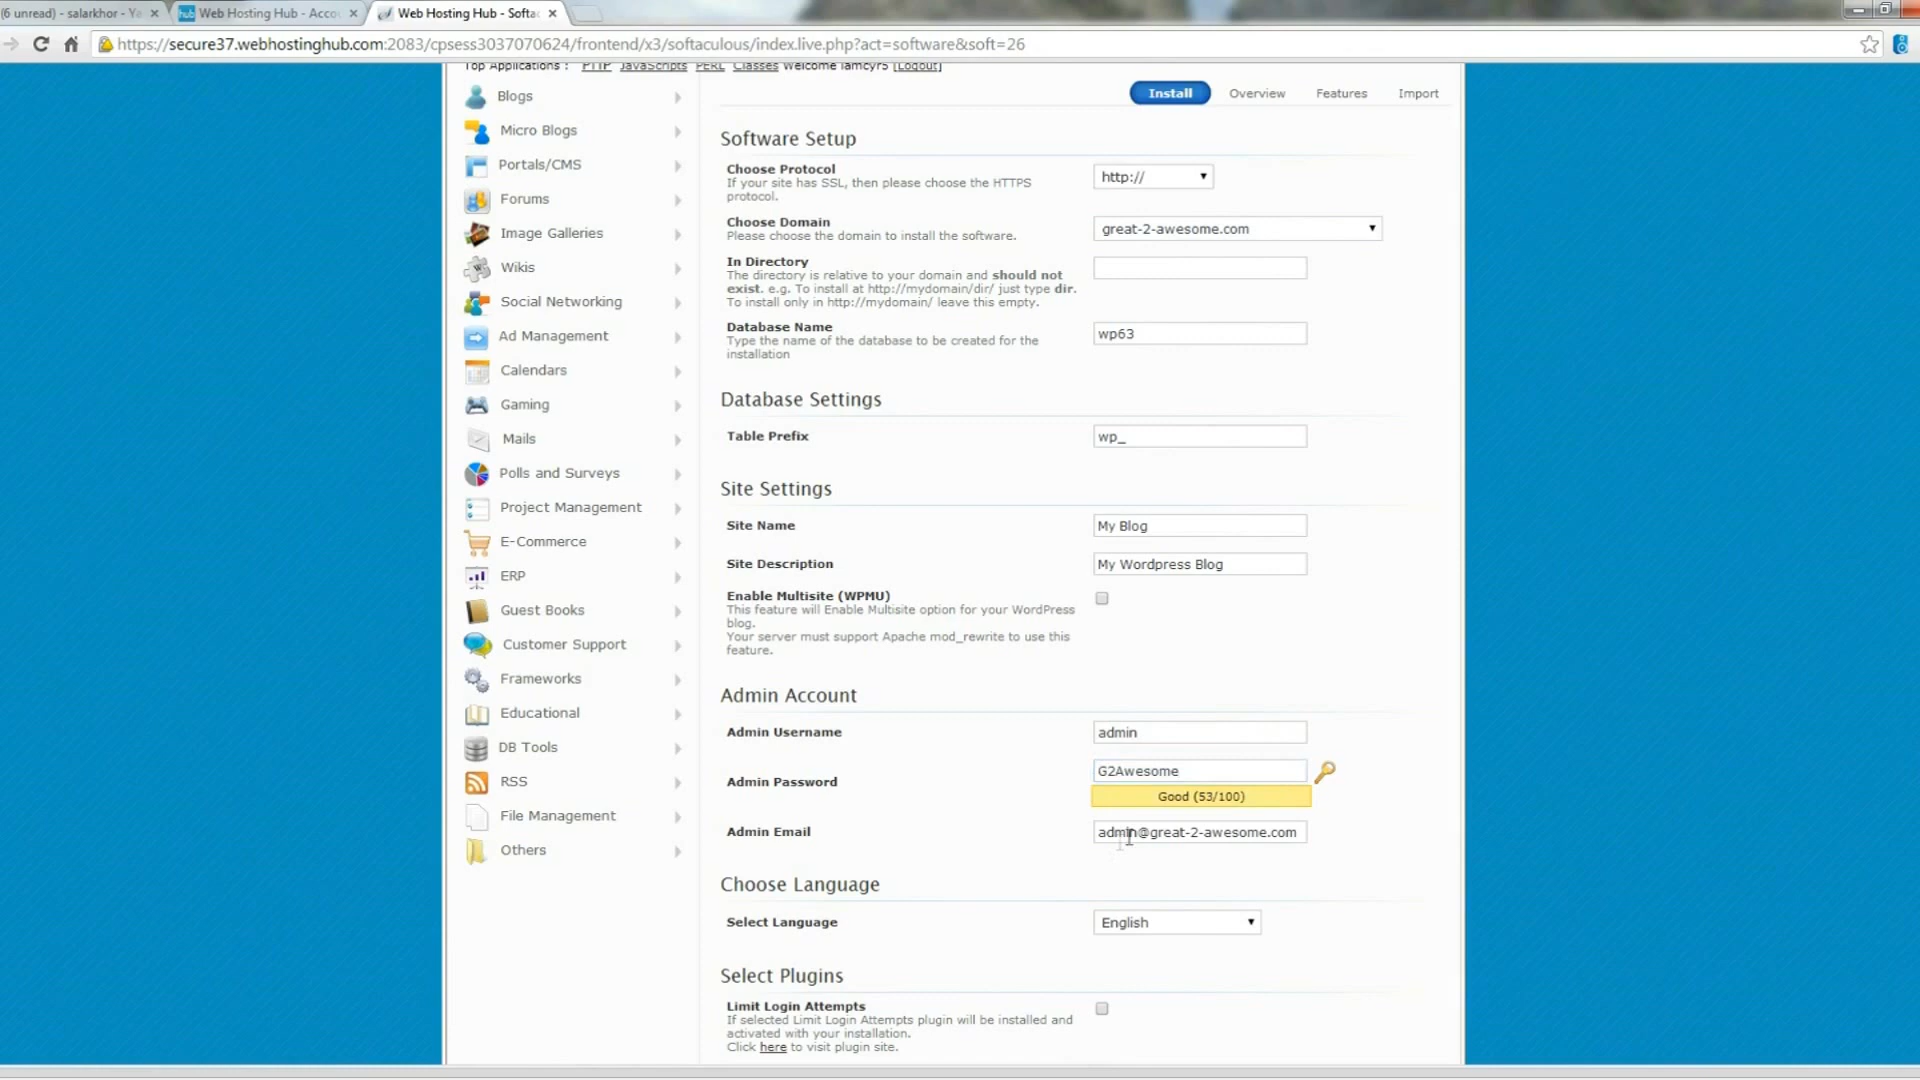 (6 unread) - salarkhor - Ya
Web Hosting Hub - Accou
Web Hosting Hub - Softac
https://secure37.webhostinghub.com:2083/cpsess3037070624/frontend/x3/softaculous/index.live.php?act=software&soft=26
Top Applications : PHP JavaScripts PERL Classes Welcome iamcyr5 [Logout]
Blogs
Micro Blogs
Portals/CMS
Forums
Image Galleries
Wikis
Social Networking
Ad Management
Calendars
Gaming
Mails
Polls and Surveys
Project Management
E-Commerce
ERP
Guest Books
Customer Support
Frameworks
Educational
DB Tools
RSS
File Management
Others
Install Overview Features Import
Software Setup
Choose Protocol
If your site has SSL, then please choose the HTTPS
protocol.
http://
Choose Domain
Please choose the domain to install the software.
great-2-awesome.com
In Directory
The directory is relative to your domain and should not
exist. e.g. To install at http://mydomain/dir/ just type dir.
To install only in http://mydomain/ leave this empty.
Database Name
Type the name of the database to be created for the
installation
wp63
Database Settings
Table Prefix
wp_
Site Settings
Site Name
My Blog
Site Description
My Wordpress Blog
Enable Multisite (WPMU)
This feature will Enable Multisite option for your WordPress
blog.
Your server must support Apache mod_rewrite to use this
feature.
Admin Account
Admin Username
admin
Admin Password
G2Awesome
Good (53/100)
Admin Email
admin@great-2-awesome.com
Choose Language
Select Language
English
Select Plugins
Limit Login Attempts
If selected Limit Login Attempts plugin will be installed and
activated with your installation.
Click here to visit plugin site.